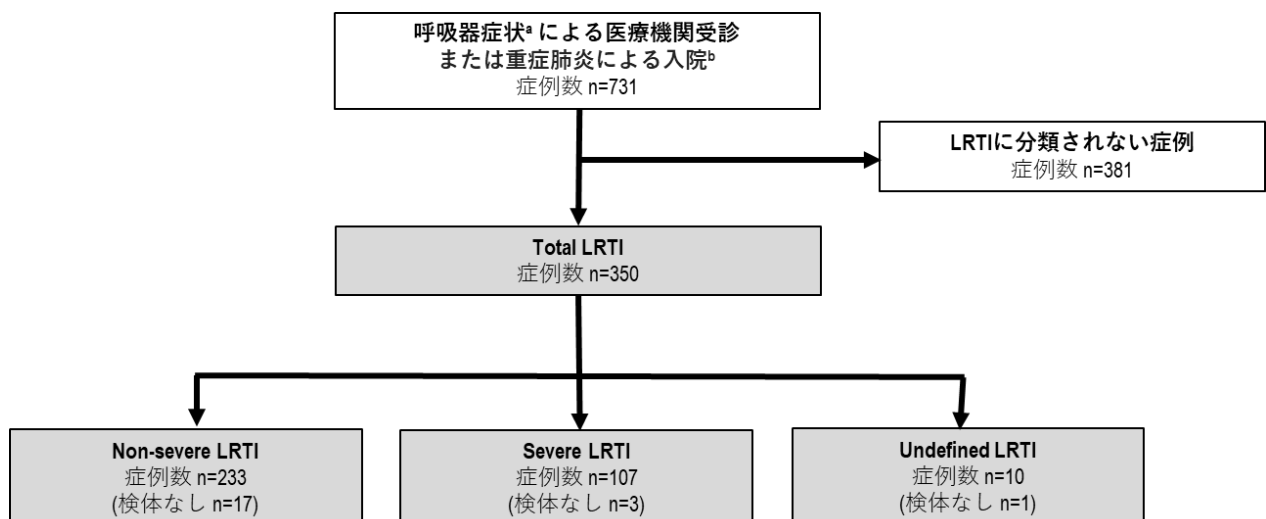 呼吸器症状ᵃ による医療機関受診
または重症肺炎による入院ᵇ
症例数 n=731
LRTIに分類されない症例
症例数 n=381
Total LRTI
症例数 n=350
Non-severe LRTI
症例数 n=233
(検体なし n=17)
Severe LRTI
症例数 n=107
(検体なし n=3)
Undefined LRTI
症例数 n=10
(検体なし n=1)